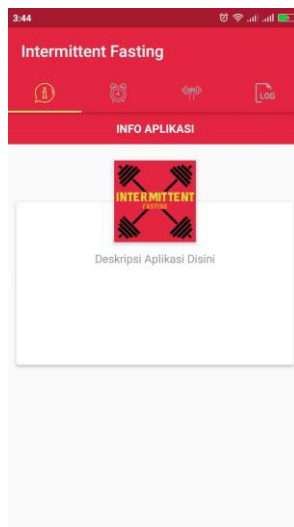 3:44
Intermittent Fasting
LOG
INFO APLIKASI
INTERMITTENT
FASTING
Deskripsi Aplikasi Disini